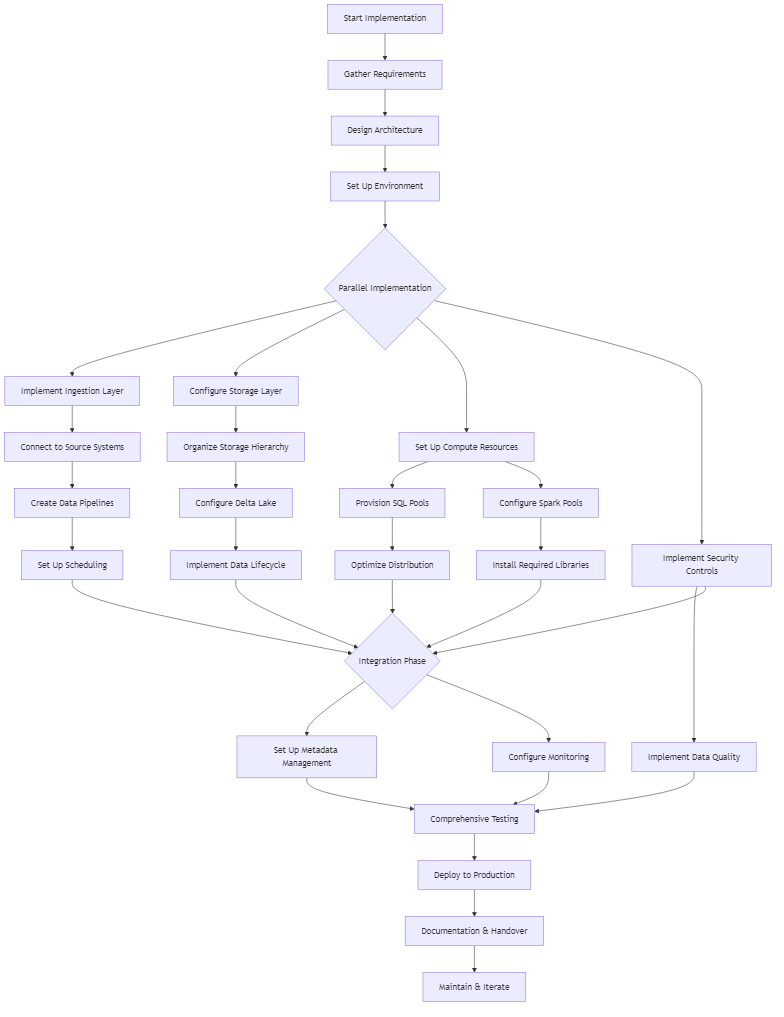 Start Implementation
Gather Requirements
Design Architecture
Set Up Environment
Parallel Implementation
Implement Ingestion Layer
Configure Storage Layer
Connect to Source Systems
Organize Storage Hierarchy
Set Up Compute Resources
Create Data Pipelines
Configure Delta Lake
Provision SQL Pools
Configure Spark Pools
Set Up Scheduling
Implement Data Lifecycle
Optimize Distribution
Install Required Libraries
Implement Security
Controls
Integration Phase
Set Up Metadata
Management
Configure Monitoring
Implement Data Quality
Comprehensive Testing
Deploy to Production
Documentation & Handover
Maintain & Iterate